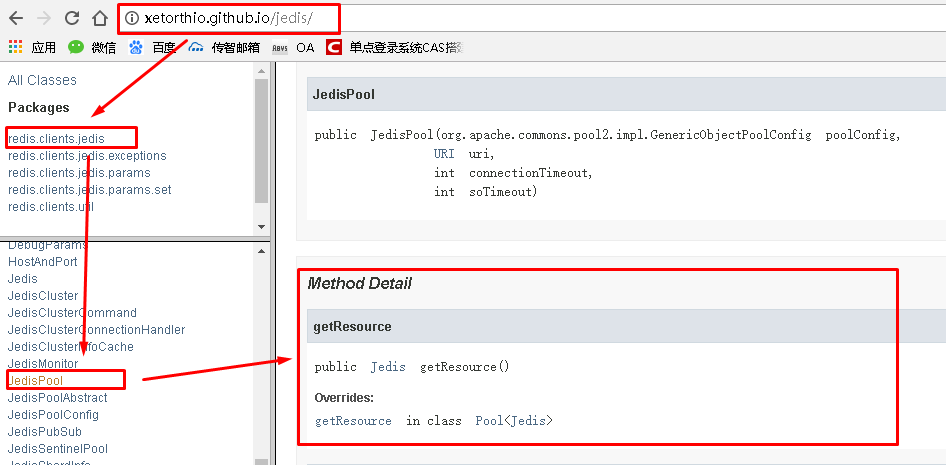 xetorthio.github.io/jedis/
应用 微信 百度 传智邮箱 OA 单点登录系统CAS搭
All Classes
Packages
redis.clients.jedis
redis.clients.jedis.exceptions
redis.clients.jedis.params
redis.clients.jedis.params.set
redis.clients.util
DebugParams
HostAndPort
Jedis
JedisCluster
JedisClusterCommand
JedisClusterConnectionHandler
JedisClusterInfoCache
JedisMonitor
JedisPool
JedisPoolAbstract
JedisPoolConfig
JedisPubSub
JedisSentinelPool
JedisShardInfo
JedisPool
public JedisPool(org.apache.commons.pool2.impl.GenericObjectPoolConfig poolConfig,
URI uri,
int connectionTimeout,
int soTimeout)
Method Detail
getResource
public Jedis getResource()
Overrides:
getResource in class Pool<Jedis>